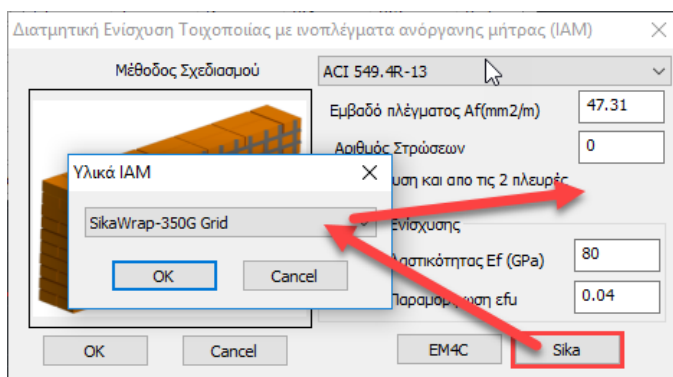 Διατμητική Ενίσχυση Τοιχοποιίας με ινοπλέγματα ανόργανης μήτρας (IAM)
Μέθοδος Σχεδιασμού
ACI 549.4R-13
Εμβαδό πλέγματος Af(mm2/m)
47.31
Αριθμός Στρώσεων
0
Υλικά IAM
υση και απο τις 2 πλευρές
SikaWrap-350G Grid
Ενίσχυσης
λαστικότητας Ef (GPa)
80
OK
Cancel
Παραμόρφωση εfu
0.04
OK
Cancel
EM4C
Sika